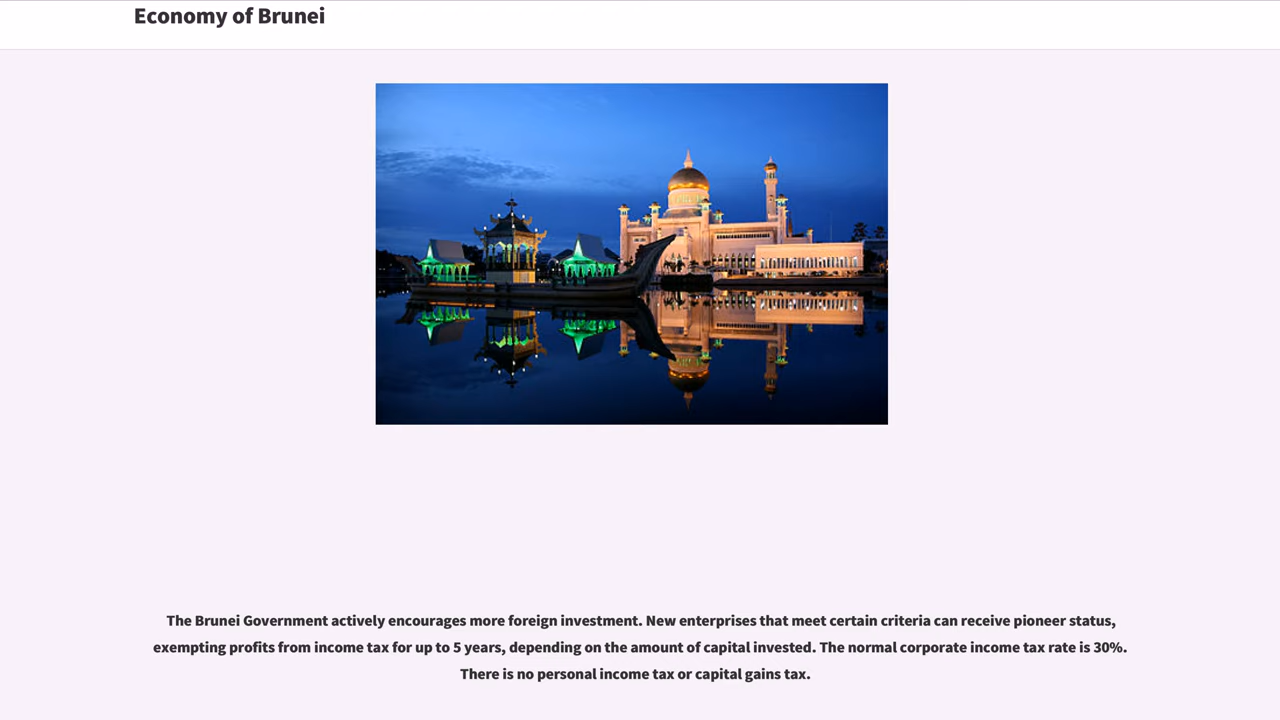 Economy of Brunei
The Brunei Government actively encourages more foreign investment. New enterprises that meet certain criteria can receive pioneer status,
exempting profits from income tax for up to 5 years, depending on the amount of capital invested. The normal corporate income tax rate is 30%.
There is no personal income tax or capital gains tax.